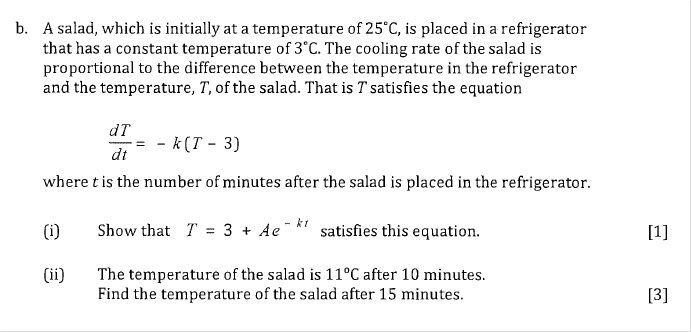 b. A salad, which is initially at a temperature of 25°C, is placed in a refrigerator
that has a constant temperature of 3°C. The cooling rate of the salad is
proportional to the difference between the temperature in the refrigerator
and the temperature, T, of the salad. That is T satisfies the equation
dT/dt = - k(T - 3)
where t is the number of minutes after the salad is placed in the refrigerator.
(i) Show that T = 3 + Ae^{-kt} satisfies this equation. [1]
(ii) The temperature of the salad is 11°C after 10 minutes.
Find the temperature of the salad after 15 minutes. [3]